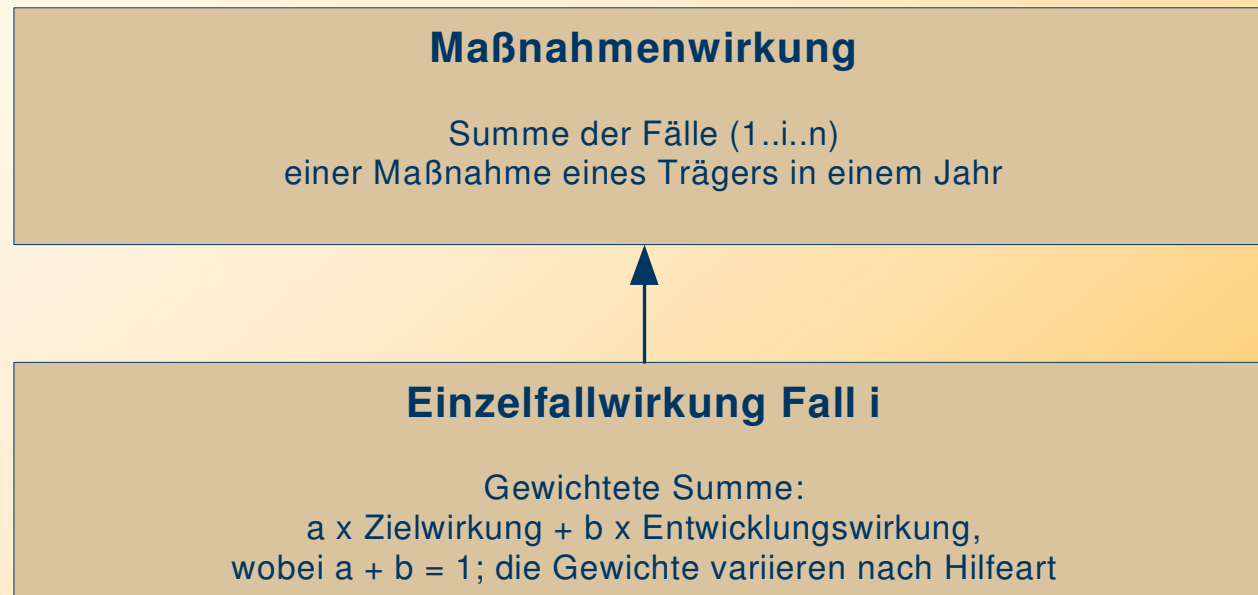 Maßnahmenwirkung
Summe der Fälle (1..i..n)
einer Maßnahme eines Trägers in einem Jahr
Einzelfallwirkung Fall i
Gewichtete Summe:
a x Zielwirkung + b x Entwicklungswirkung,
wobei a + b = 1; die Gewichte variieren nach Hilfeart